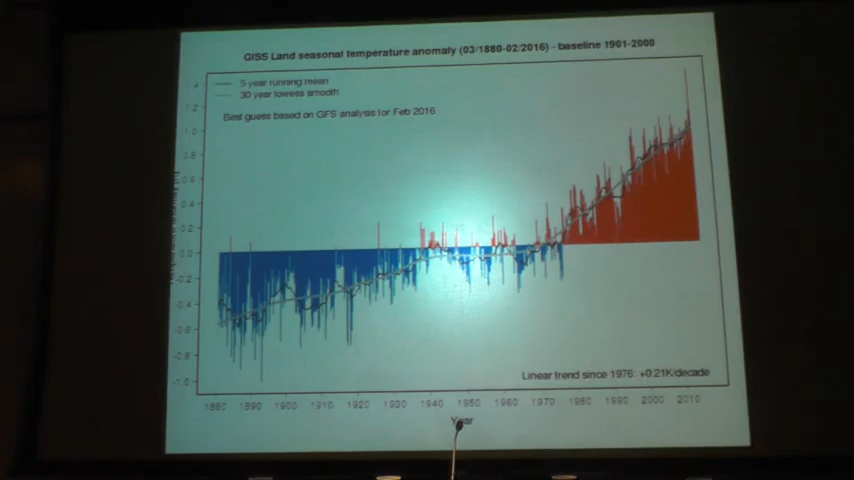 GISS Land seasonal temperature anomaly (03/1880-02/2016) - baseline 1901-2000
5 year running mean
30 year lowess smooth
Best guess based on GFS analysis for Feb 2016
1.4
1.2
1.0
0.8
0.6
0.4
0.2
0.0
-0.2
-0.4
-0.6
-0.8
-1.0
Linear trend since 1976: +0.21K/decade
1880 1890 1900 1910 1920 1930 1940 1950 1960 1970 1980 1990 2000 2010
Year